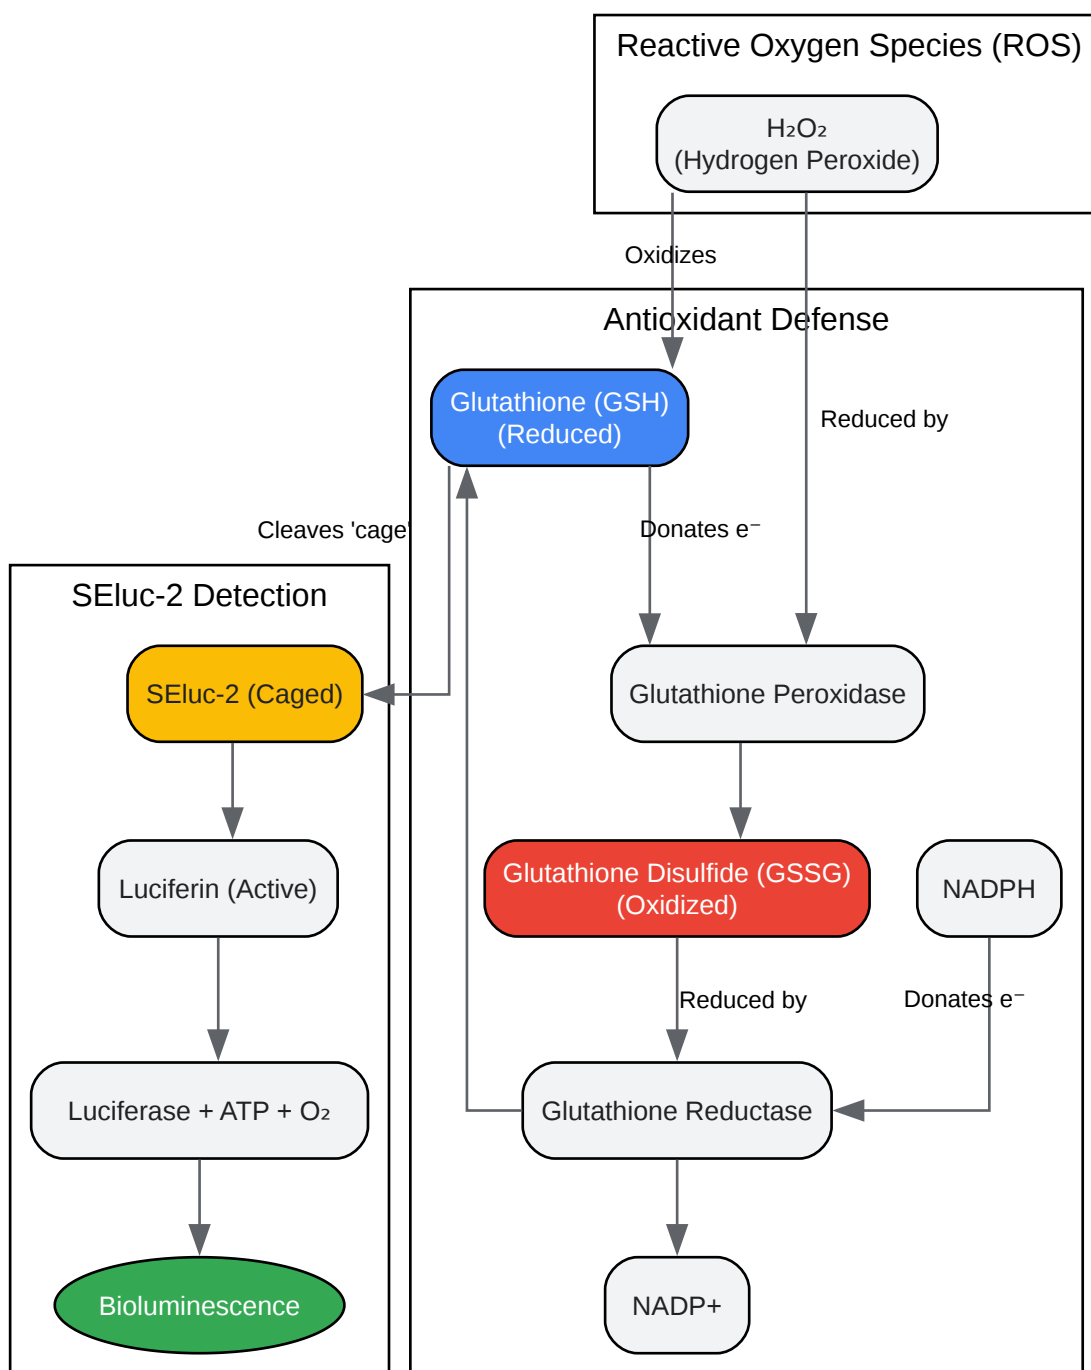 Reactive Oxygen Species (ROS)
H₂O₂
(Hydrogen Peroxide)
Oxidizes
Antioxidant Defense
Glutathione (GSH)
(Reduced)
Reduced by
Cleaves 'cage'
Donates e⁻
SEluc-2 Detection
SEluc-2 (Caged)
Glutathione Peroxidase
Luciferin (Active)
Glutathione Disulfide (GSSG)
(Oxidized)
NADPH
Reduced by
Donates e⁻
Luciferase + ATP + O₂
Glutathione Reductase
Bioluminescence
NADP+